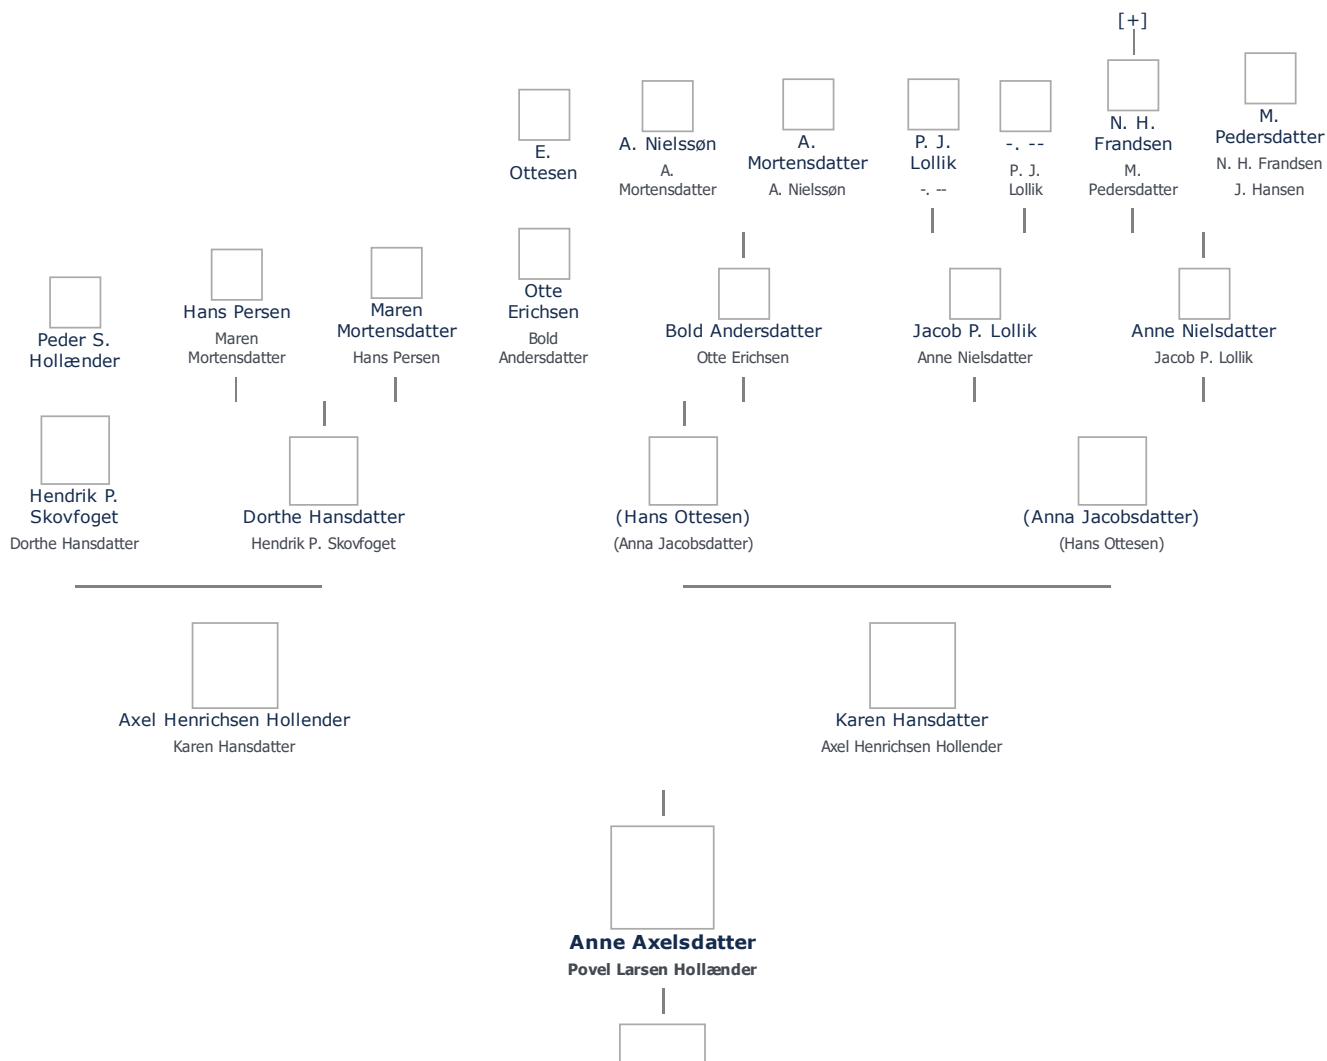 [+]
E.
Ottesen
A. Nielssøn
A.
Mortensdatter
A.
Mortensdatter
A. Nielssøn
P. J.
Lollik
-. --
-. --
P. J.
Lollik
N. H.
Frandsen
M.
Pedersdatter
M.
Pedersdatter
N. H. Frandsen
J. Hansen
Peder S.
Hollænder
Hans Persen
Maren
Mortensdatter
Maren
Mortensdatter
Hans Persen
Otte
Erichsen
Bold
Andersdatter
Bold Andersdatter
Otte Erichsen
Jacob P. Lollik
Anne Nielsdatter
Anne Nielsdatter
Jacob P. Lollik
Hendrik P.
Skovfoget
Dorthe Hansdatter
Dorthe Hansdatter
Hendrik P. Skovfoget
(Hans Ottesen)
(Anna Jacobsdatter)
(Anna Jacobsdatter)
(Hans Ottesen)
Axel Henrichsen Hollender
Karen Hansdatter
Karen Hansdatter
Axel Henrichsen Hollender
Anne Axelsdatter
Povel Larsen Hollænder